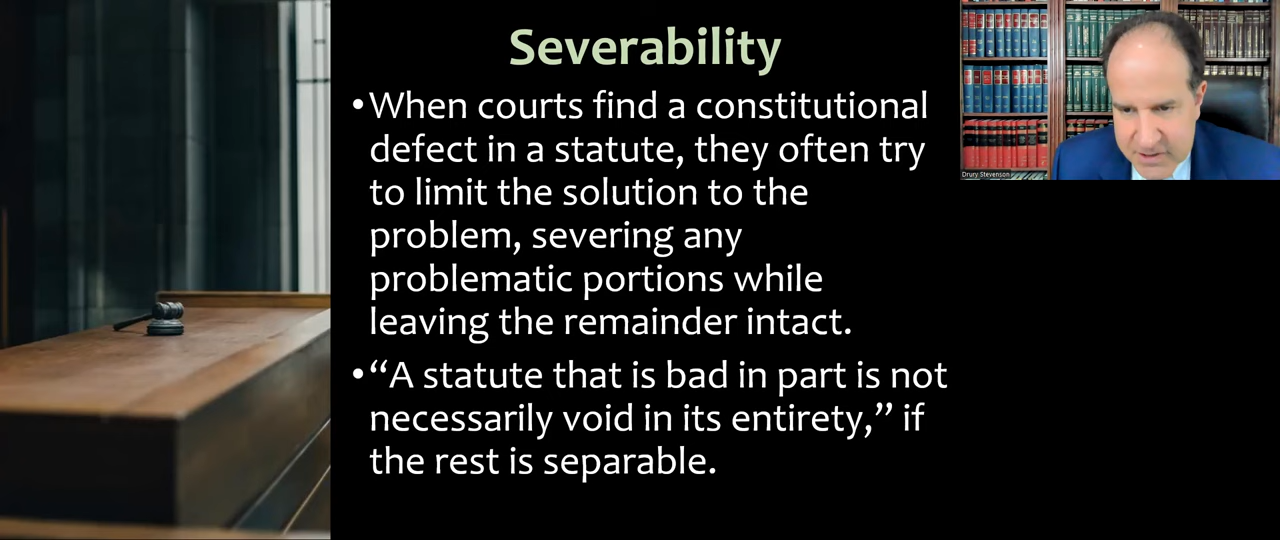 Severability
•When courts find a constitutional
defect in a statute, they often try
to limit the solution to the
problem, severing any
problematic portions while
leaving the remainder intact.
•“A statute that is bad in part is not
necessarily void in its entirety,” if
the rest is separable.
Drury Stevenson